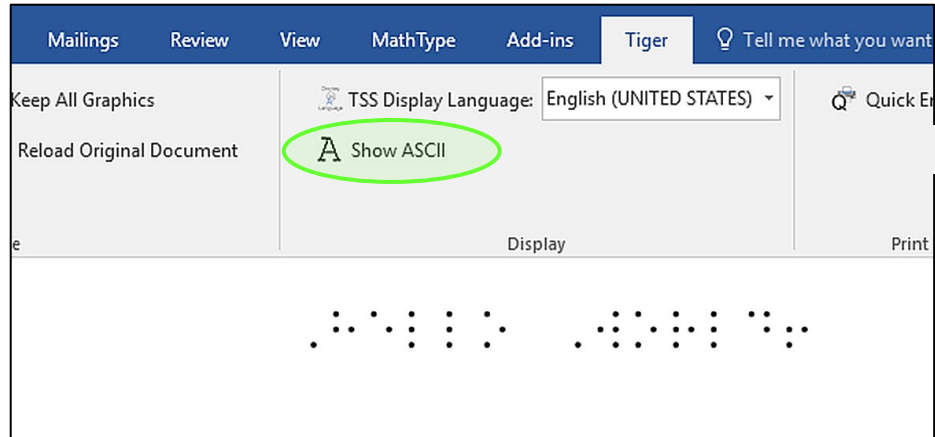 Mailings Review View MathType Add-ins Tiger Tell me what you want
Keep All Graphics TSS Display Language: English (UNITED STATES) Quick
Reload Original Document Show ASCII
e Display Print
⠠⠓⠑⠇⠇⠕ ⠠⠺⠕⠗⠇⠙⠖